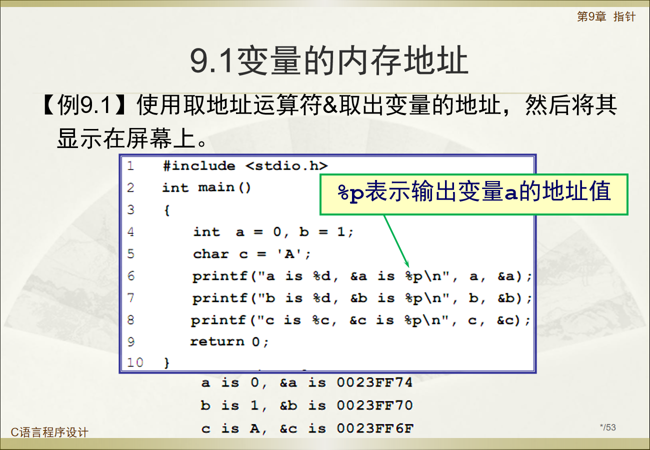 第9章 指针
9.1变量的内存地址
【例9.1】使用取地址运算符&取出变量的地址，然后将其
显示在屏幕上。
1 #include <stdio.h>
2 int main()
%p表示输出变量a的地址值
3 {
4 int a = 0, b = 1;
5 char c = 'A';
6 printf("a is %d, &a is %p\n", a, &a);
7 printf("b is %d, &b is %p\n", b, &b);
8 printf("c is %c, &c is %p\n", c, &c);
9 return 0;
10 }
a is 0, &a is 0023FF74
b is 1, &b is 0023FF70
c is A, &c is 0023FF6F
C语言程序设计
*/53